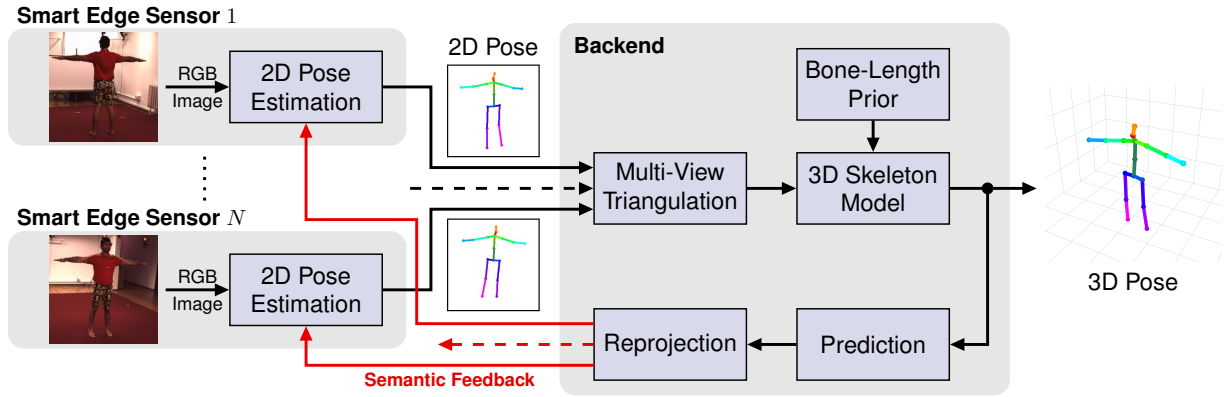 Smart Edge Sensor 1
RGB
Image
2D Pose
Estimation
2D Pose
Backend
Bone-Length
Prior
Multi-View
Triangulation
3D Skeleton
Model
3D Pose
Smart Edge Sensor N
RGB
Image
2D Pose
Estimation
Reprojection
Prediction
Semantic Feedback